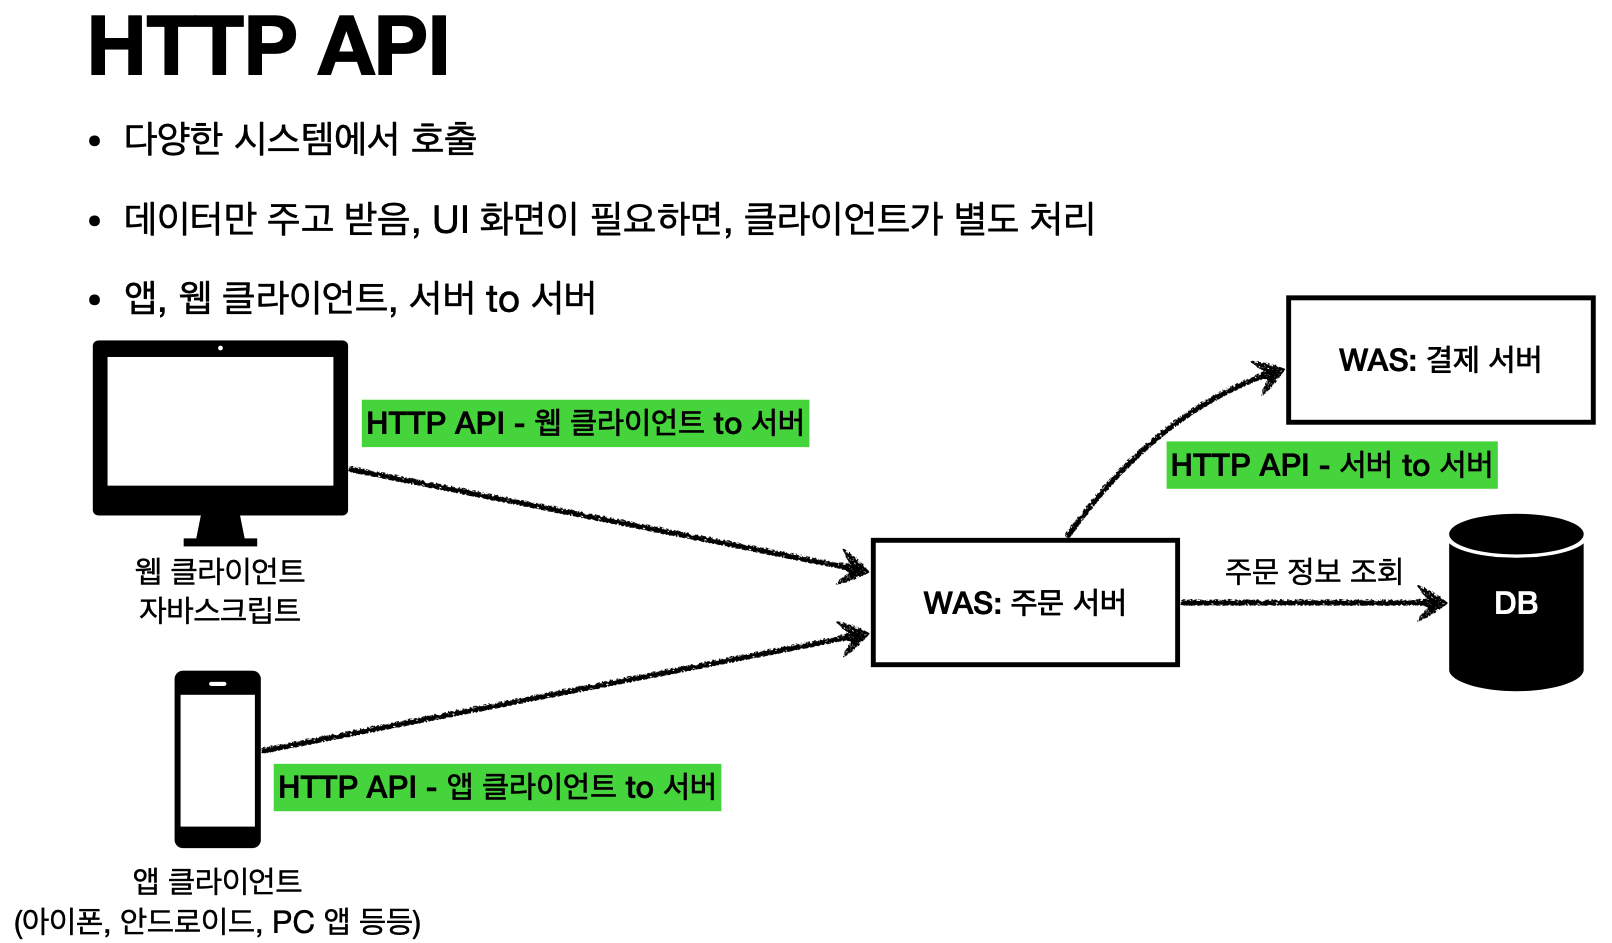 HTTP API
• 다양한 시스템에서 호출
• 데이터만 주고 받음, UI 화면이 필요하면, 클라이언트가 별도 처리
• 앱, 웹 클라이언트, 서버 to 서버
WAS: 결제 서버
HTTP API - 웹 클라이언트 to 서버
HTTP API - 서버 to 서버
웹 클라이언트
자바스크립트
주문 정보 조회
WAS: 주문 서버
DB
HTTP API - 앱 클라이언트 to 서버
앱 클라이언트
(아이폰, 안드로이드, PC 앱 등등)